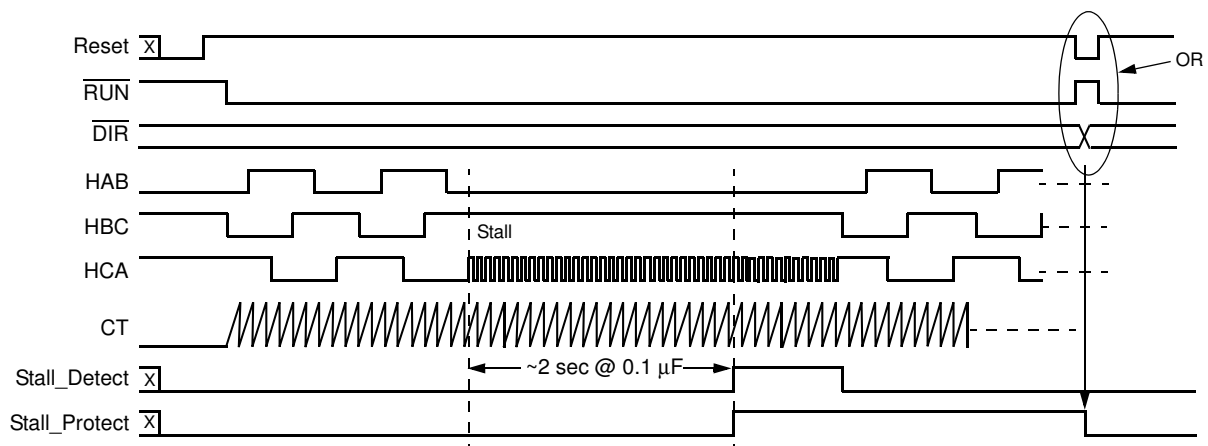 Reset X
OR
RUN
DIR
HAB
HBC
Stall
HCA
CT
~2 sec @ 0.1 μF
Stall_Detect X
Stall_Protect X